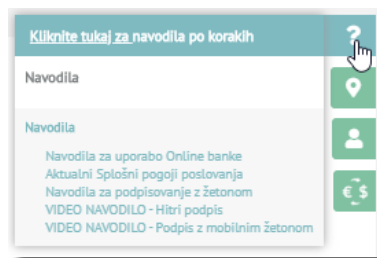 Kliknite tukaj za navodila po korakih
?
Navodila
Navodila
Navodila za uporabo Online banke
Aktualni Splošni pogoji poslovanja
Navodila za podpisovanje z žetonom
VIDEO NAVODILO - Hitri podpis
VIDEO NAVODILO - Podpis z mobilnim žetonom
€ $